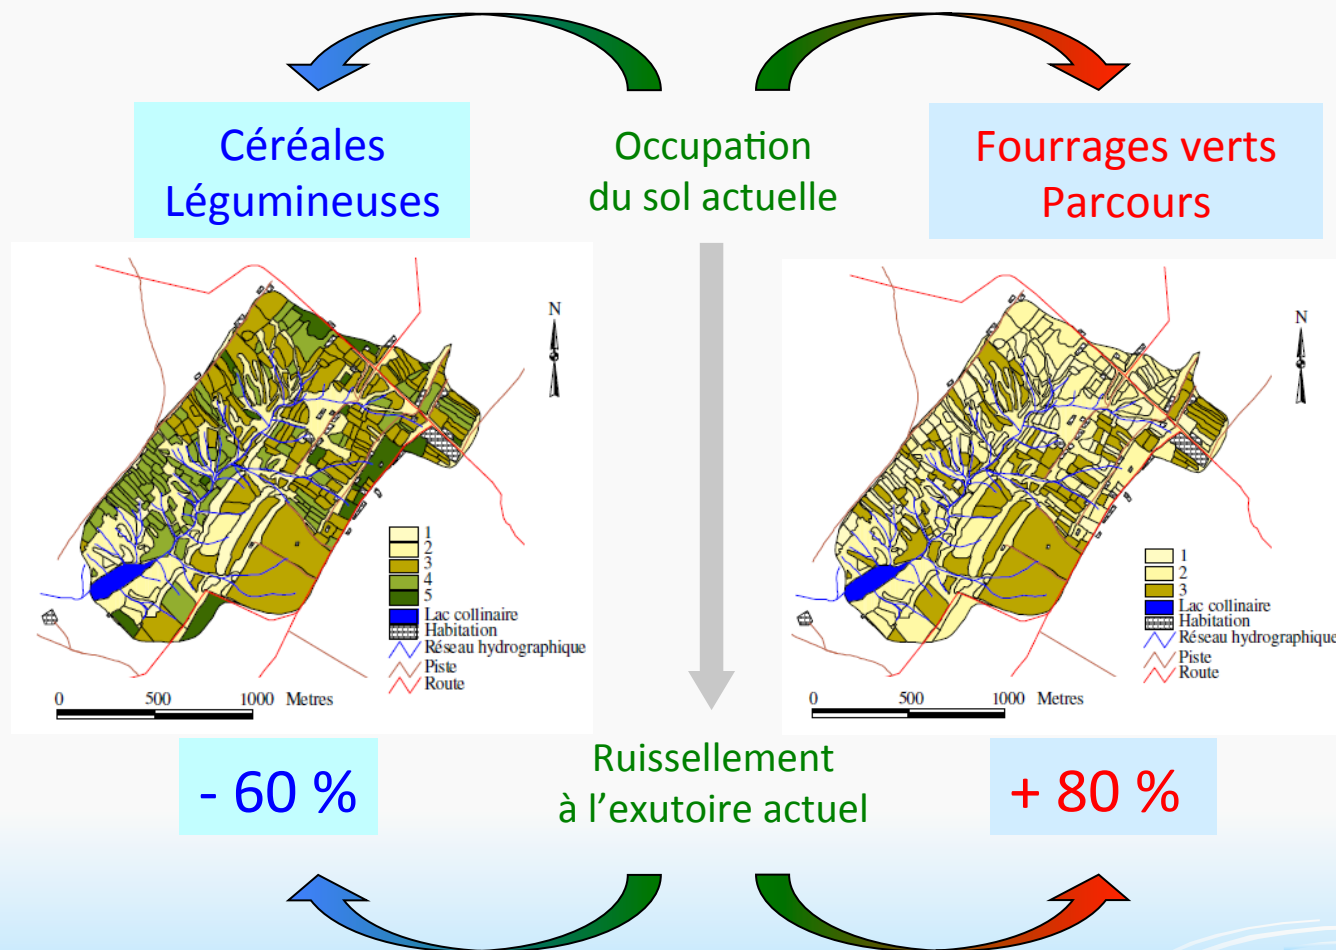 Céréales
Légumineuses
Occupation
du sol actuelle
Fourrages verts
Parcours
N
1
2
3
4
5
Lac collinaire
Habitation
Réseau hydrographique
Piste
Route
0 500 1000 Metres
N
1
2
3
Lac collinaire
Habitation
Réseau hydrographique
Piste
Route
0 500 1000 Metres
- 60 %
Ruissellement
à l’exutoire actuel
+ 80 %